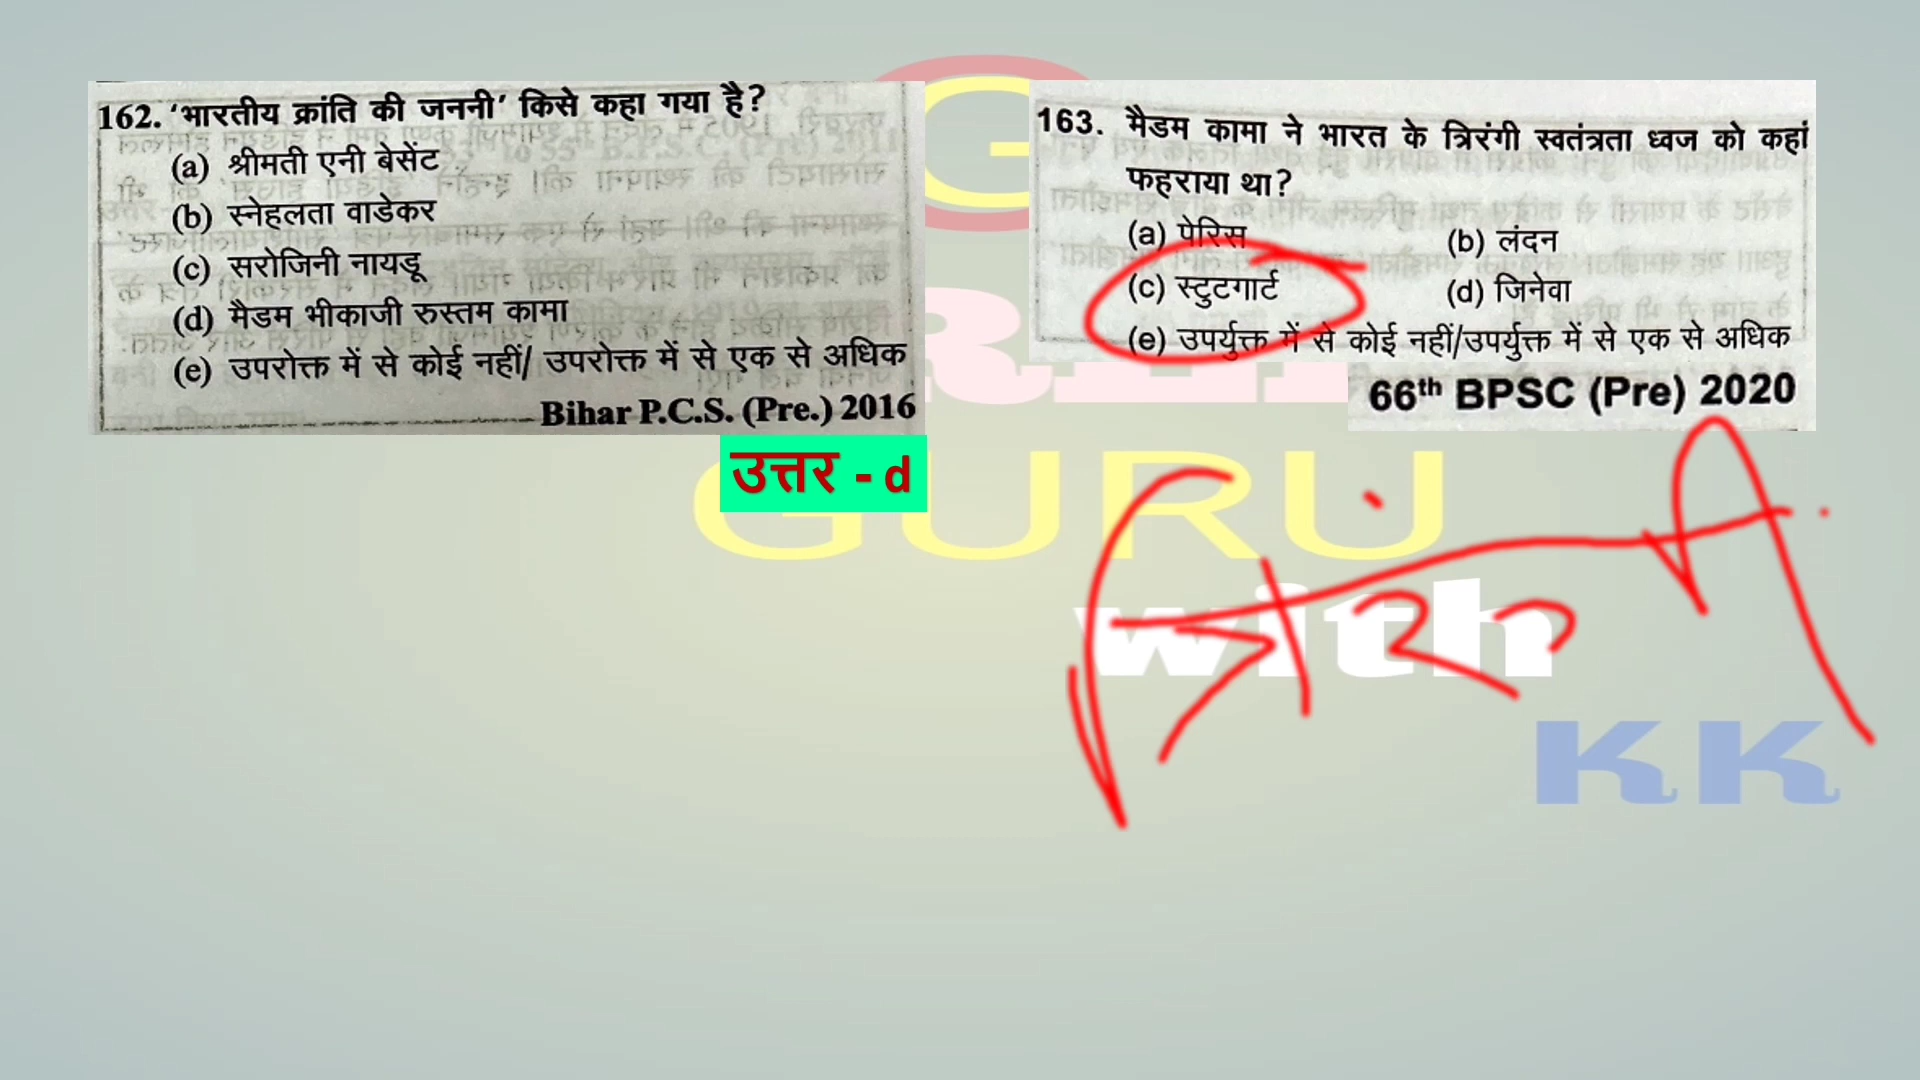 162. ‘भारतीय क्रांति की जननी’ किसे कहा गया है?
(a) श्रीमती एनी बेसेंट
(b) स्नेहलता वाडेकर
(c) सरोजिनी नायडू
(d) मैडम भीकाजी रुस्तम कामा
(e) उपरोक्त में से कोई नहीं/ उपरोक्त में से एक से अधिक
Bihar P.C.S. (Pre.) 2016
उत्तर - d
163. मैडम कामा ने भारत के त्रिरंगी स्वतंत्रता ध्वज को कहां
फहराया था?
(a) पेरिस (b) लंदन
(c) स्टुटगार्ट (d) जिनेवा
(e) उपर्युक्त में से कोई नहीं/उपर्युक्त में से एक से अधिक
66th BPSC (Pre) 2020
GURU
with
KK